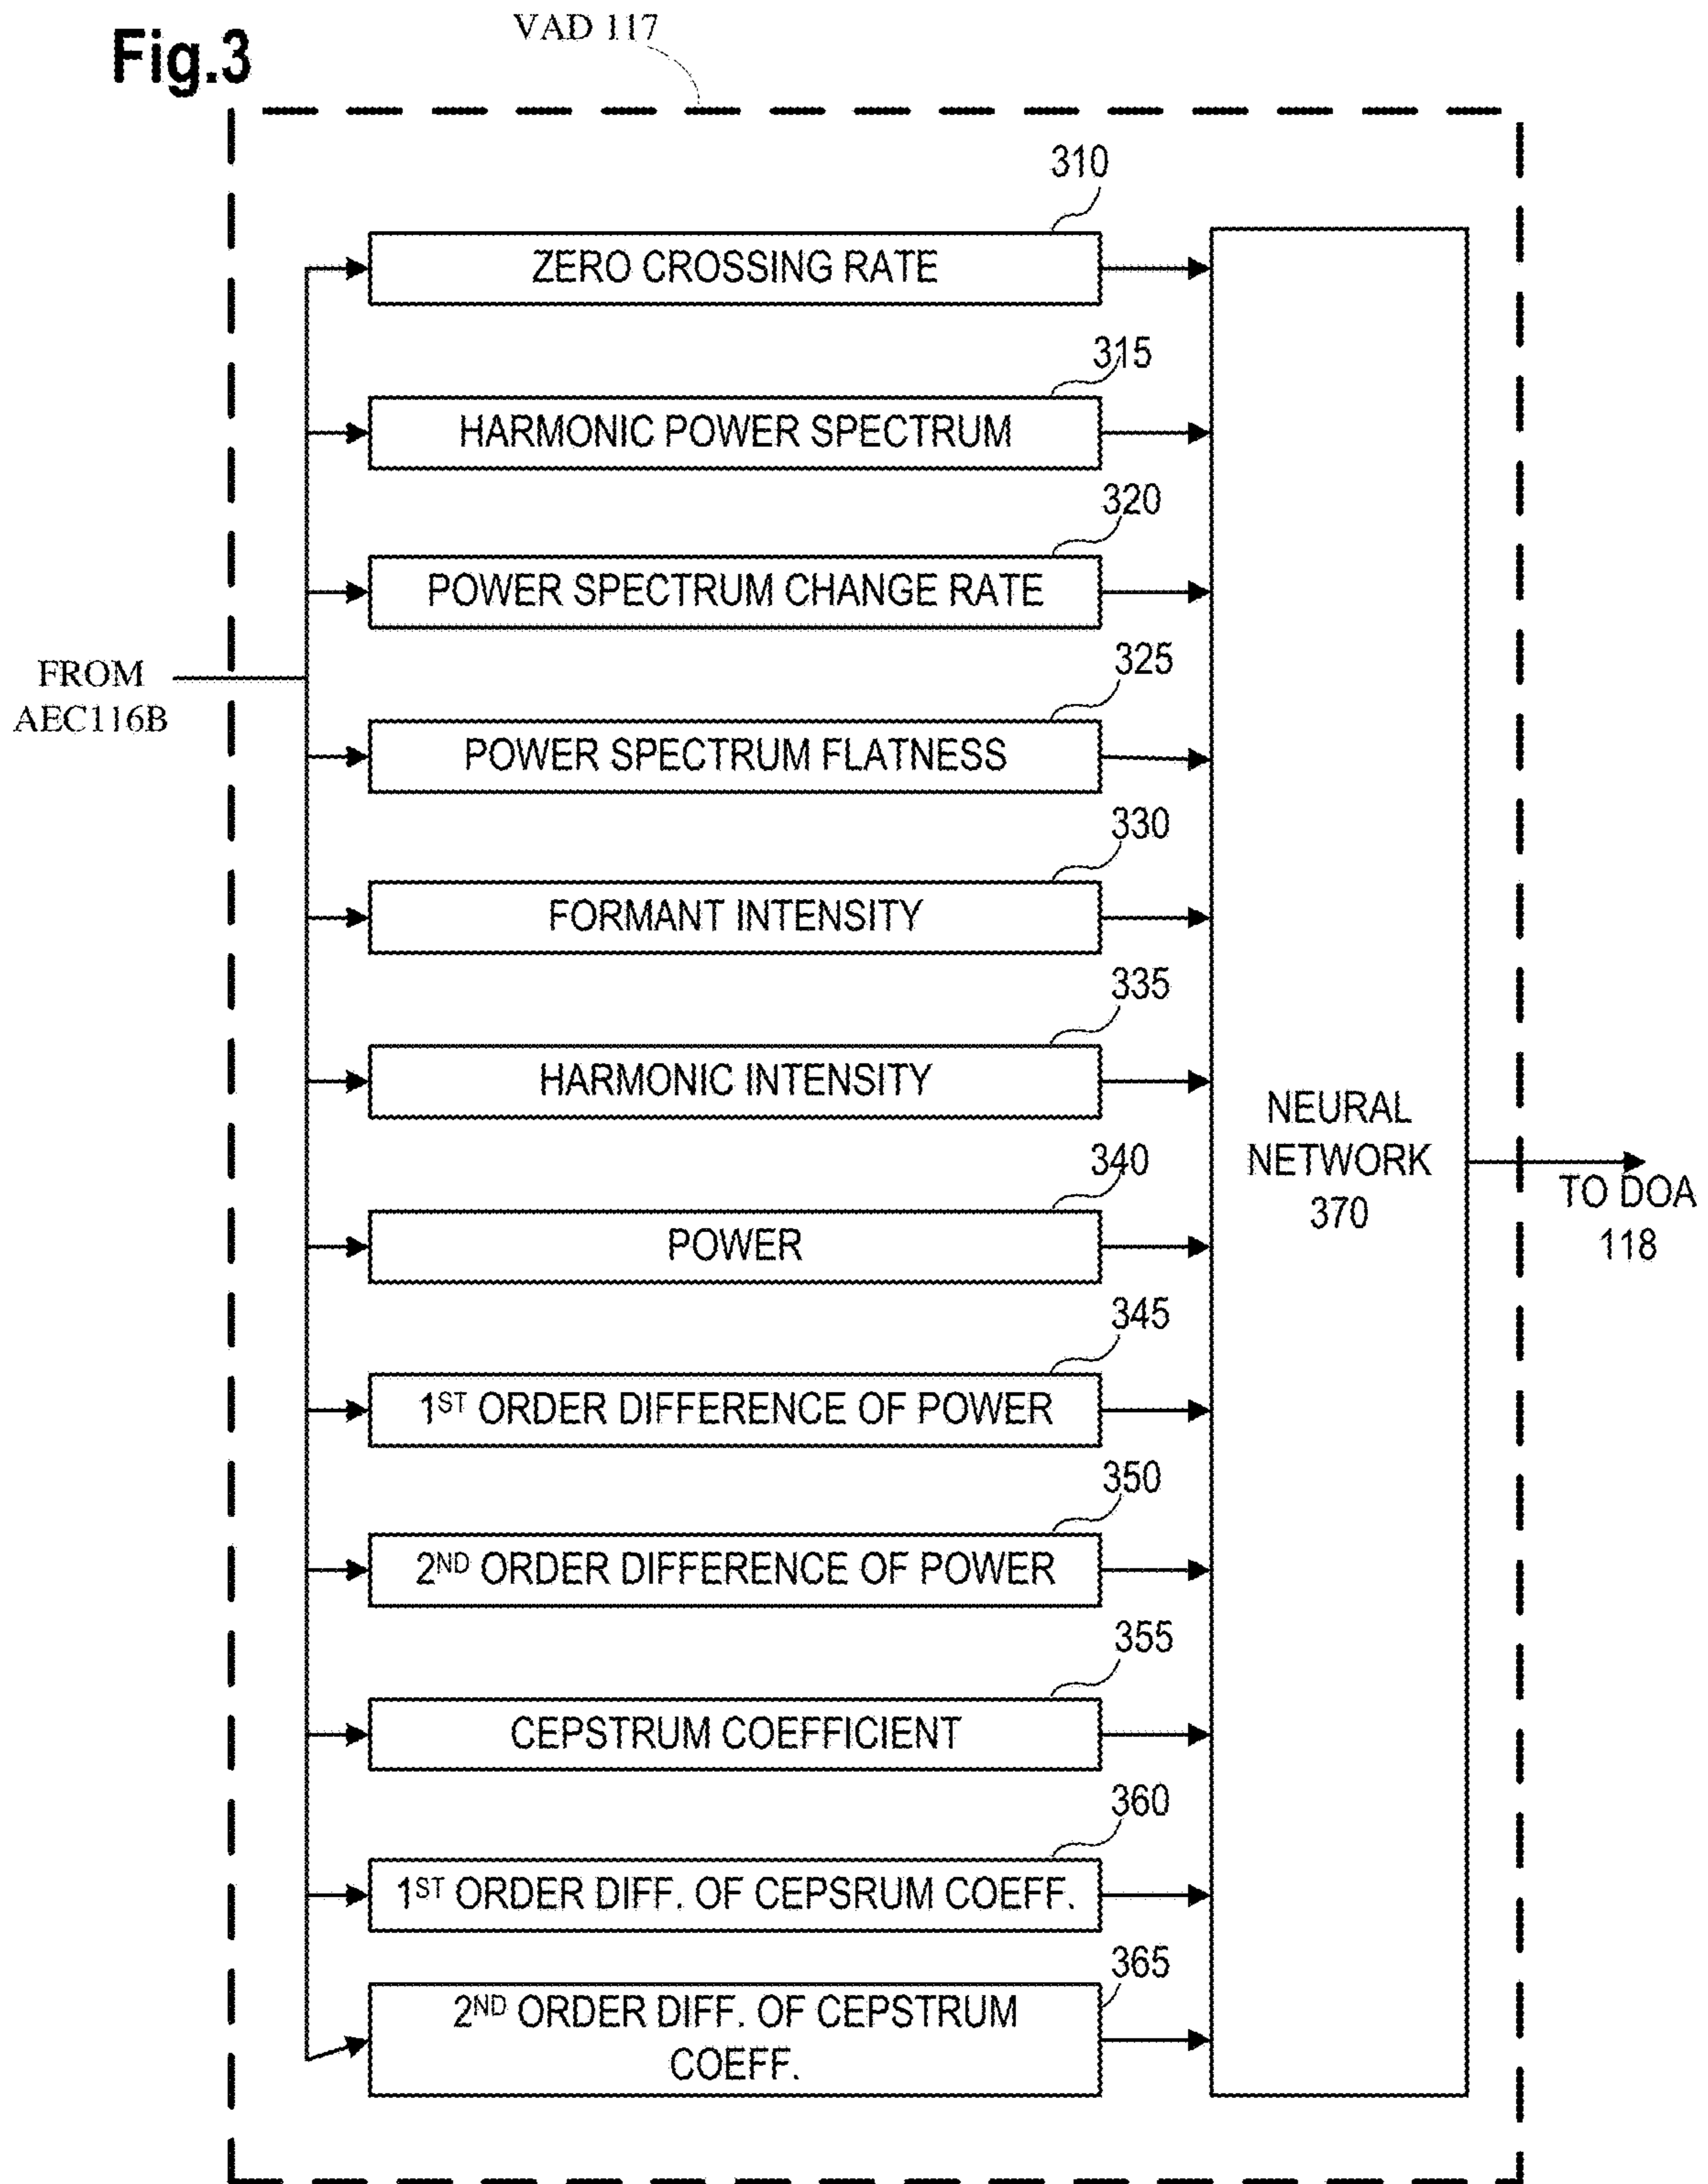 Fig.3
VAD 117
310
ZERO CROSSING RATE
315
HARMONIC POWER SPECTRUM
320
POWER SPECTRUM CHANGE RATE
325
FROM
AEC116B
POWER SPECTRUM FLATNESS
330
FORMANT INTENSITY
335
HARMONIC INTENSITY
NEURAL
NETWORK
370
340
TO DOA
118
POWER
345
1ST ORDER DIFFERENCE OF POWER
350
2ND ORDER DIFFERENCE OF POWER
355
CEPSTRUM COEFFICIENT
360
1ST ORDER DIFF. OF CEPSRUM COEFF.
365
2ND ORDER DIFF. OF CEPSTRUM
COEFF.